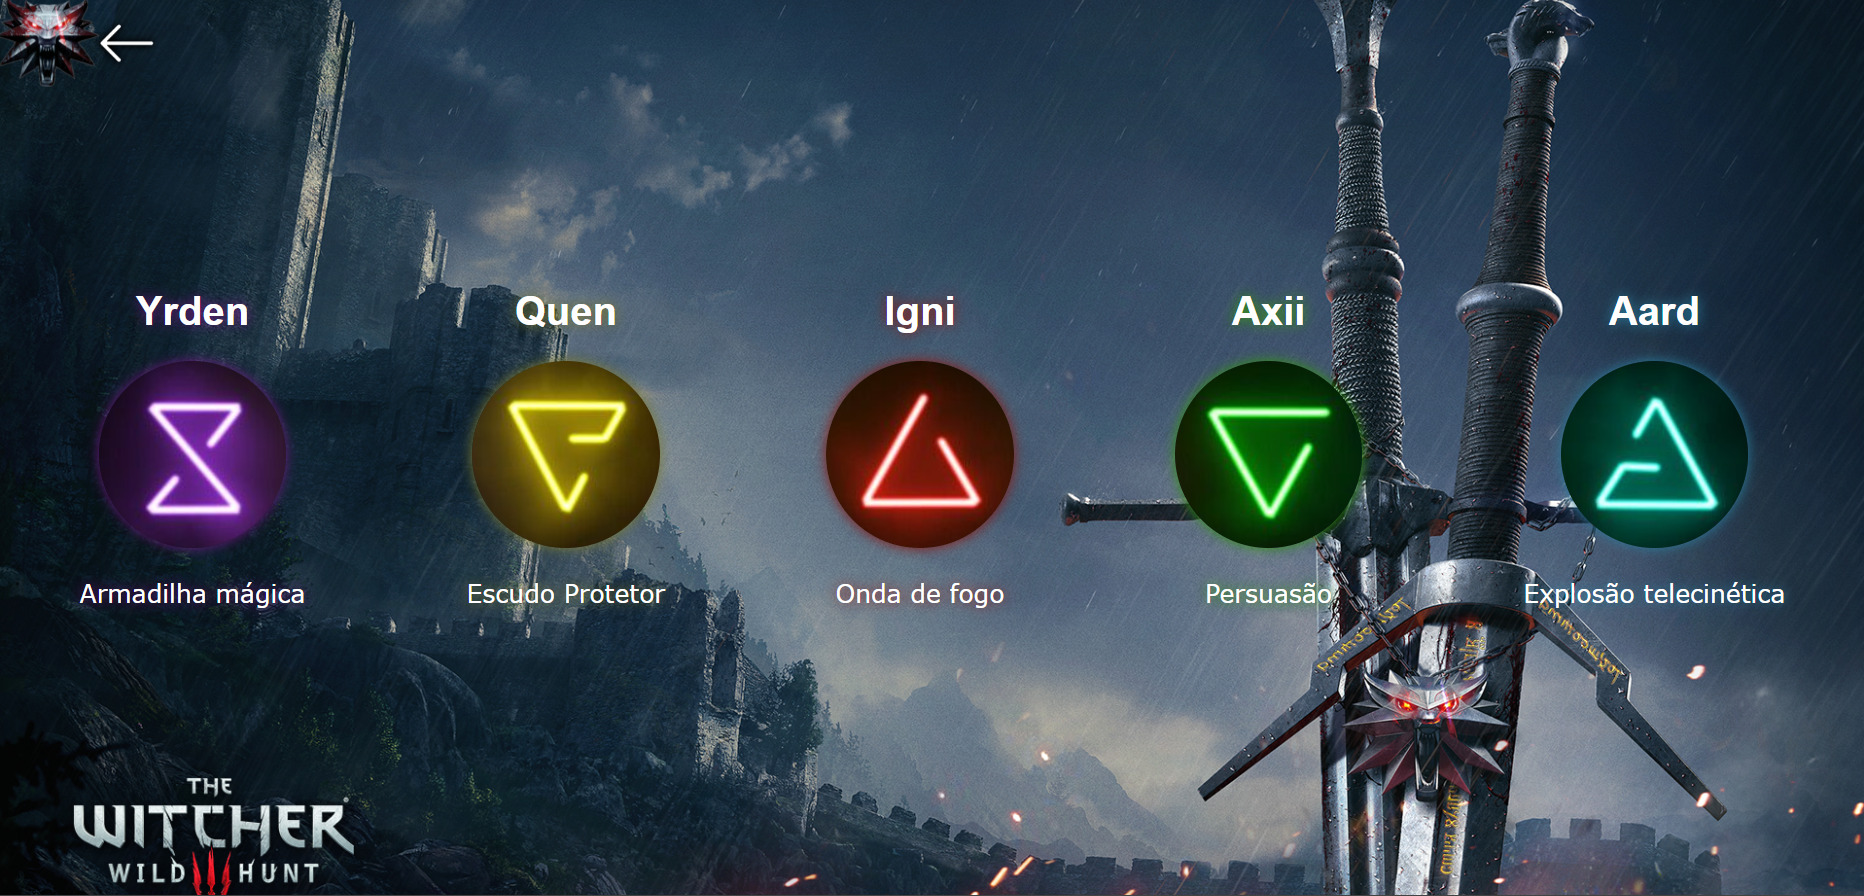 Yrden
Quen
Igni
Axii
Aard
Armadilha mágica
Escudo Protetor
Onda de fogo
Persuasão
Explosão telecinética
THE
WITCHER
WILD HUNT